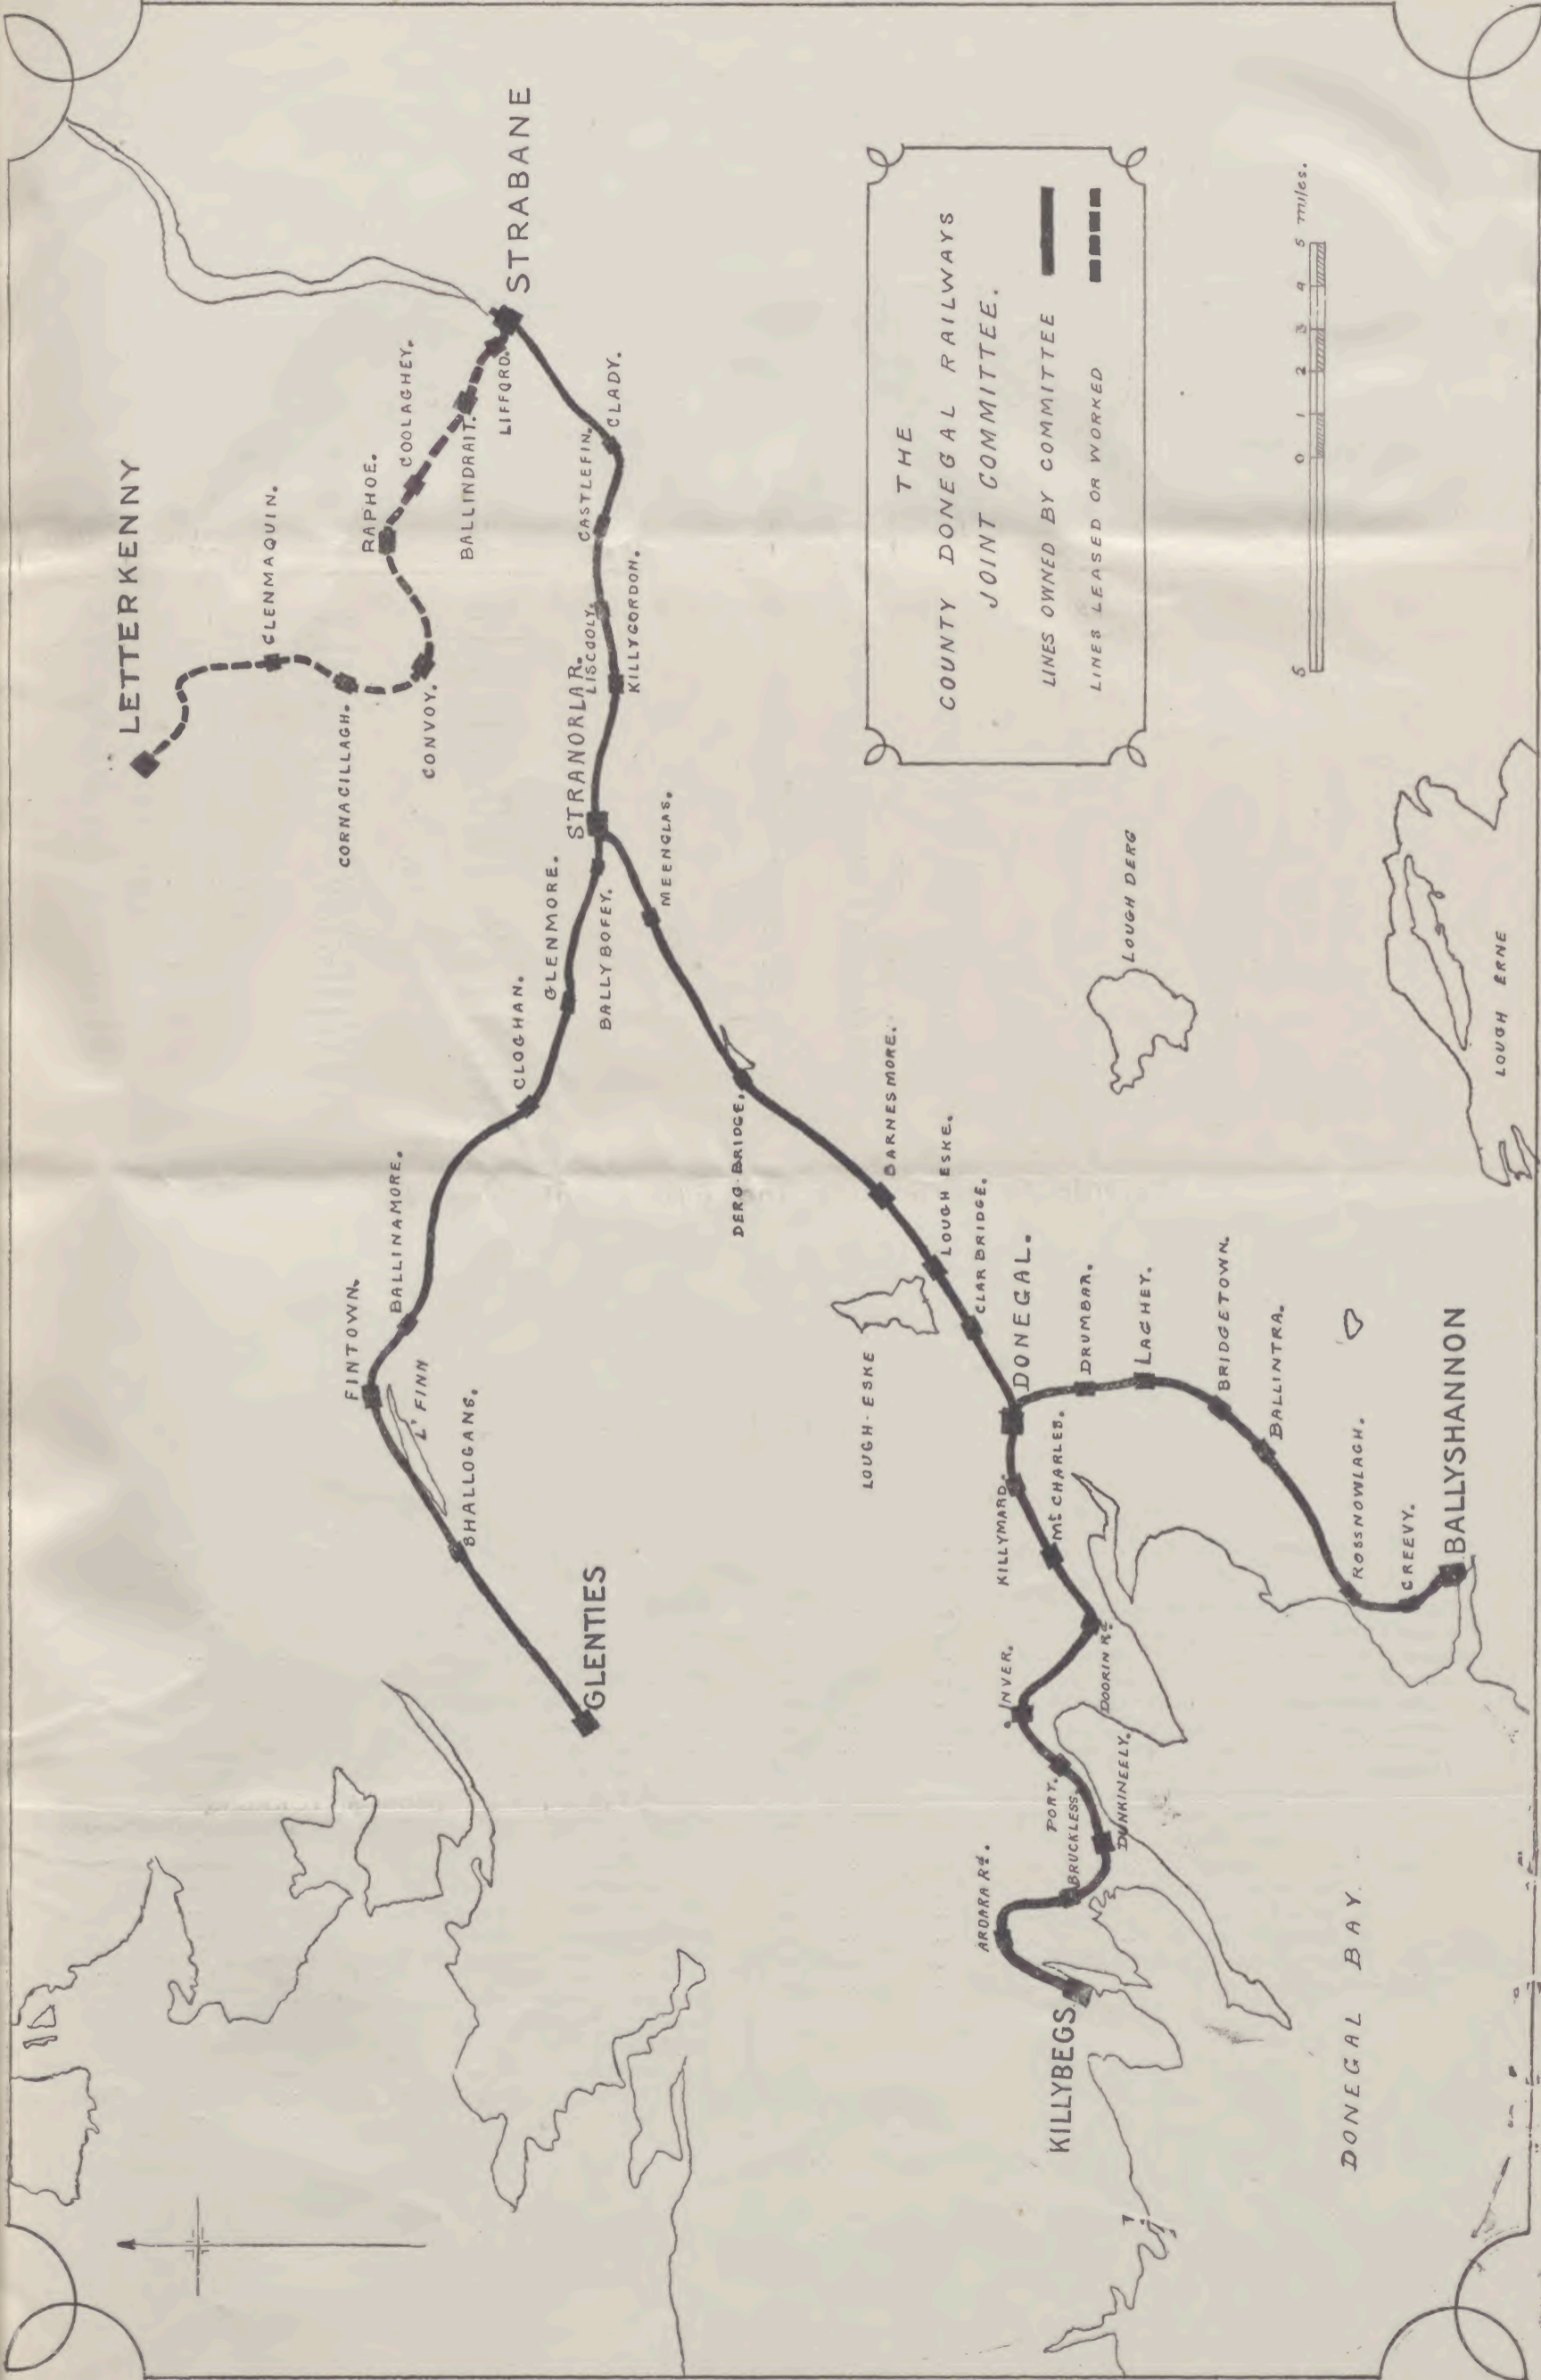 LETTERKENNY
GLENMAQUIN.
CORNAGILLAGH.
CONVOY.
RAPHOE.
COOLAGHEY.
BALLINDRAIT.
LIFFORD.
STRABANE
CLADY.
CASTLEFIN.
LISCOOLY.
KILLYGORDON.
STRANORLAR.
BALLYBOFEY.
GLENMORE.
CLOGHAN.
BALLINAMORE.
FINTOWN.
L' FINN
SHALLOGANS.
GLENTIES
MEENGLAS.
DERG BRIDGE.
BARNESMORE.
LOUGH ESKE.
CLAR BRIDGE.
LOUGH-ESKE
DONEGAL.
DRUMBAR.
LAGHEY.
BRIDGETOWN.
BALLINTRA.
ROSSNOWLAGH.
CREEVY.
BALLYSHANNON
KILLYMARD.
Mt CHARLES.
DOORIN Rd.
INVER.
PORT.
DUNKINEELY.
BRUCKLESS.
ARDARA Rd.
KILLYBEGS.
DONEGAL BAY.
LOUGH DERG
LOUGH ERNE
THE
COUNTY DONEGAL RAILWAYS
JOINT COMMITTEE.
LINES OWNED BY COMMITTEE
LINES LEASED OR WORKED
5 0 1 2 3 4 5 miles.